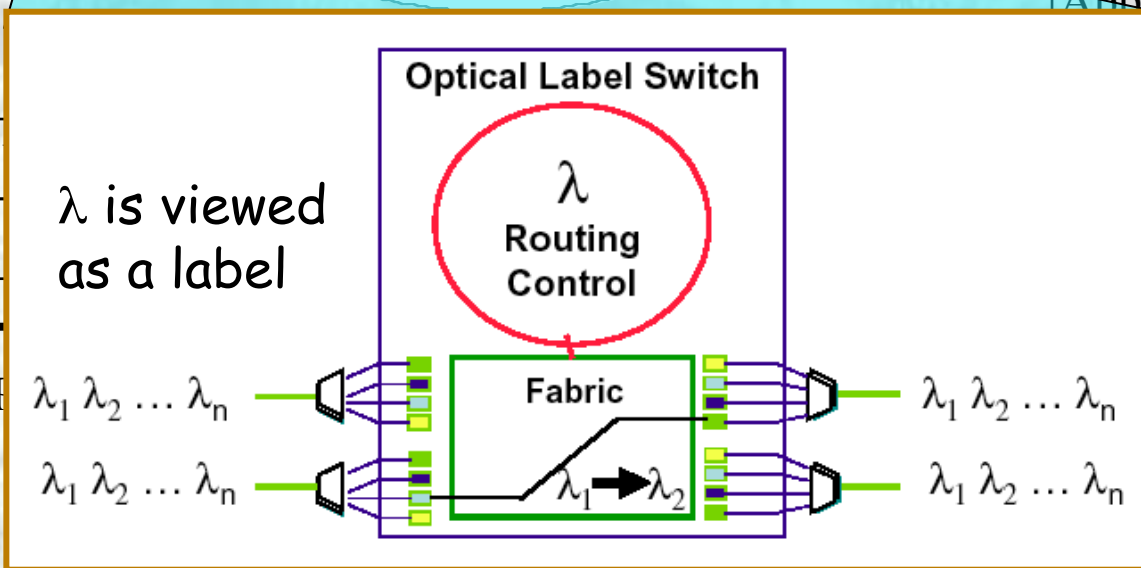 Optical Label Switch
λ is viewed
as a label
λ
Routing
Control
Fabric
λ₁ λ₂ … λₙ
λ₁ λ₂ … λₙ
λ₁ λ₂ … λₙ
λ₁ λ₂ … λₙ
λ₁ λ₂